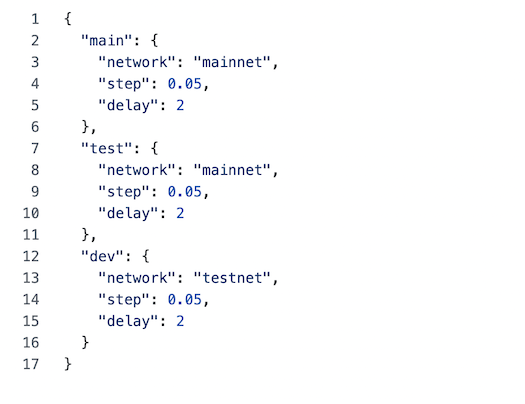 1 {
2 "main": {
3 "network": "mainnet",
4 "step": 0.05,
5 "delay": 2
6 },
7 "test": {
8 "network": "mainnet",
9 "step": 0.05,
10 "delay": 2
11 },
12 "dev": {
13 "network": "testnet",
14 "step": 0.05,
15 "delay": 2
16 }
17 }